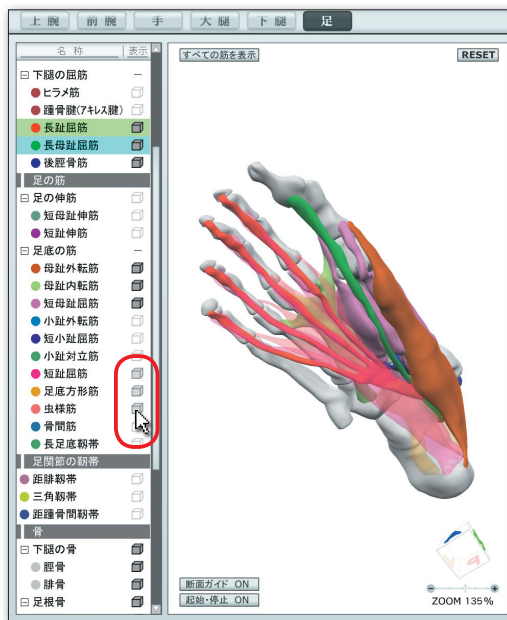 上腕 前腕 手 大腿 下腿 足
名 称 表示
すべての筋を表示
RESET
下腿の屈筋
ヒラメ筋
踵骨腱(アキレス腱)
長趾屈筋
長母趾屈筋
後脛骨筋
足の筋
足の伸筋
短母趾伸筋
短趾伸筋
足底の筋
母趾外転筋
母趾内転筋
短母趾屈筋
小趾外転筋
短小趾屈筋
小趾対立筋
短趾屈筋
足底方形筋
虫様筋
骨間筋
長足底靱帯
足関節の靱帯
距腓靱帯
三角靱帯
距踵骨間靱帯
骨
下腿の骨
脛骨
腓骨
足根骨
断面ガイド ON
起始・停止 ON
ZOOM 135%